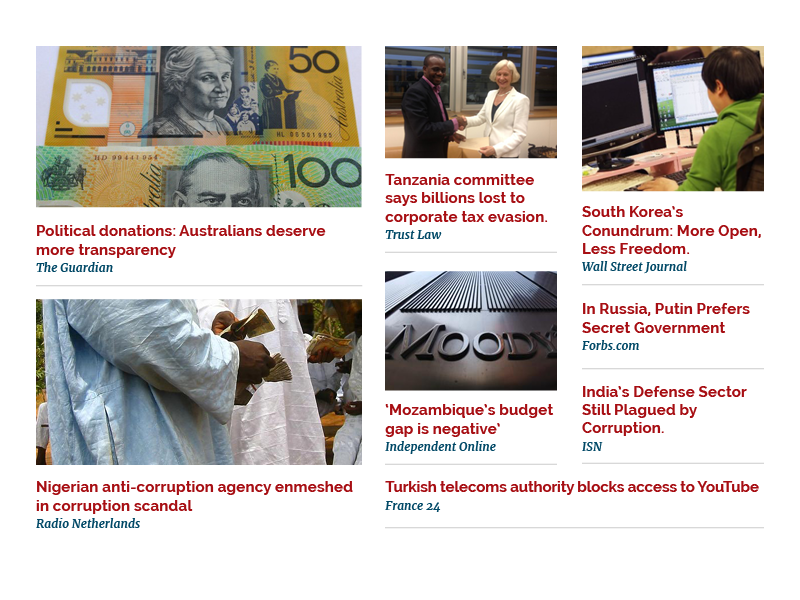 50
Australia
HL 06581995
HD 99441954
100
Political donations: Australians deserve
more transparency
The Guardian
Nigerian anti-corruption agency enmeshed
in corruption scandal
Radio Netherlands
Tanzania committee
says billions lost to
corporate tax evasion.
Trust Law
MOODY
'Mozambique's budget
gap is negative'
Independent Online
South Korea's
Conundrum: More Open,
Less Freedom.
Wall Street Journal
In Russia, Putin Prefers
Secret Government
Forbs.com
India's Defense Sector
Still Plagued by
Corruption.
ISN
Turkish telecoms authority blocks access to YouTube
France 24